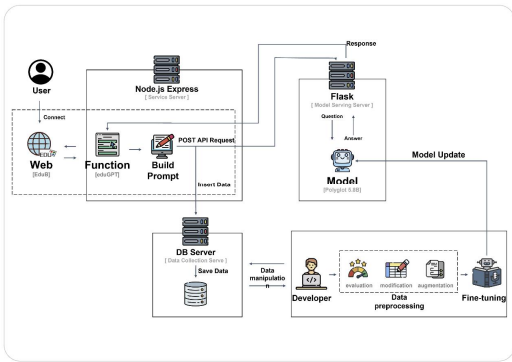 Response
User
Node.js Express
[ Service Server ]
Flask
[ Model Serving Server ]
Connect
POST API Request
Question
Answer
Web
[EduB]
Function
[eduGPT]
Build
Prompt
Model
[Polyglot 5.8B]
Model Update
Insert Data
DB Server
[ Data Collection Serve ]
Save Data
Data
manipulatio
n
Developer
evaluation
modification
augmentation
Data
preprocessing
Fine-tuning